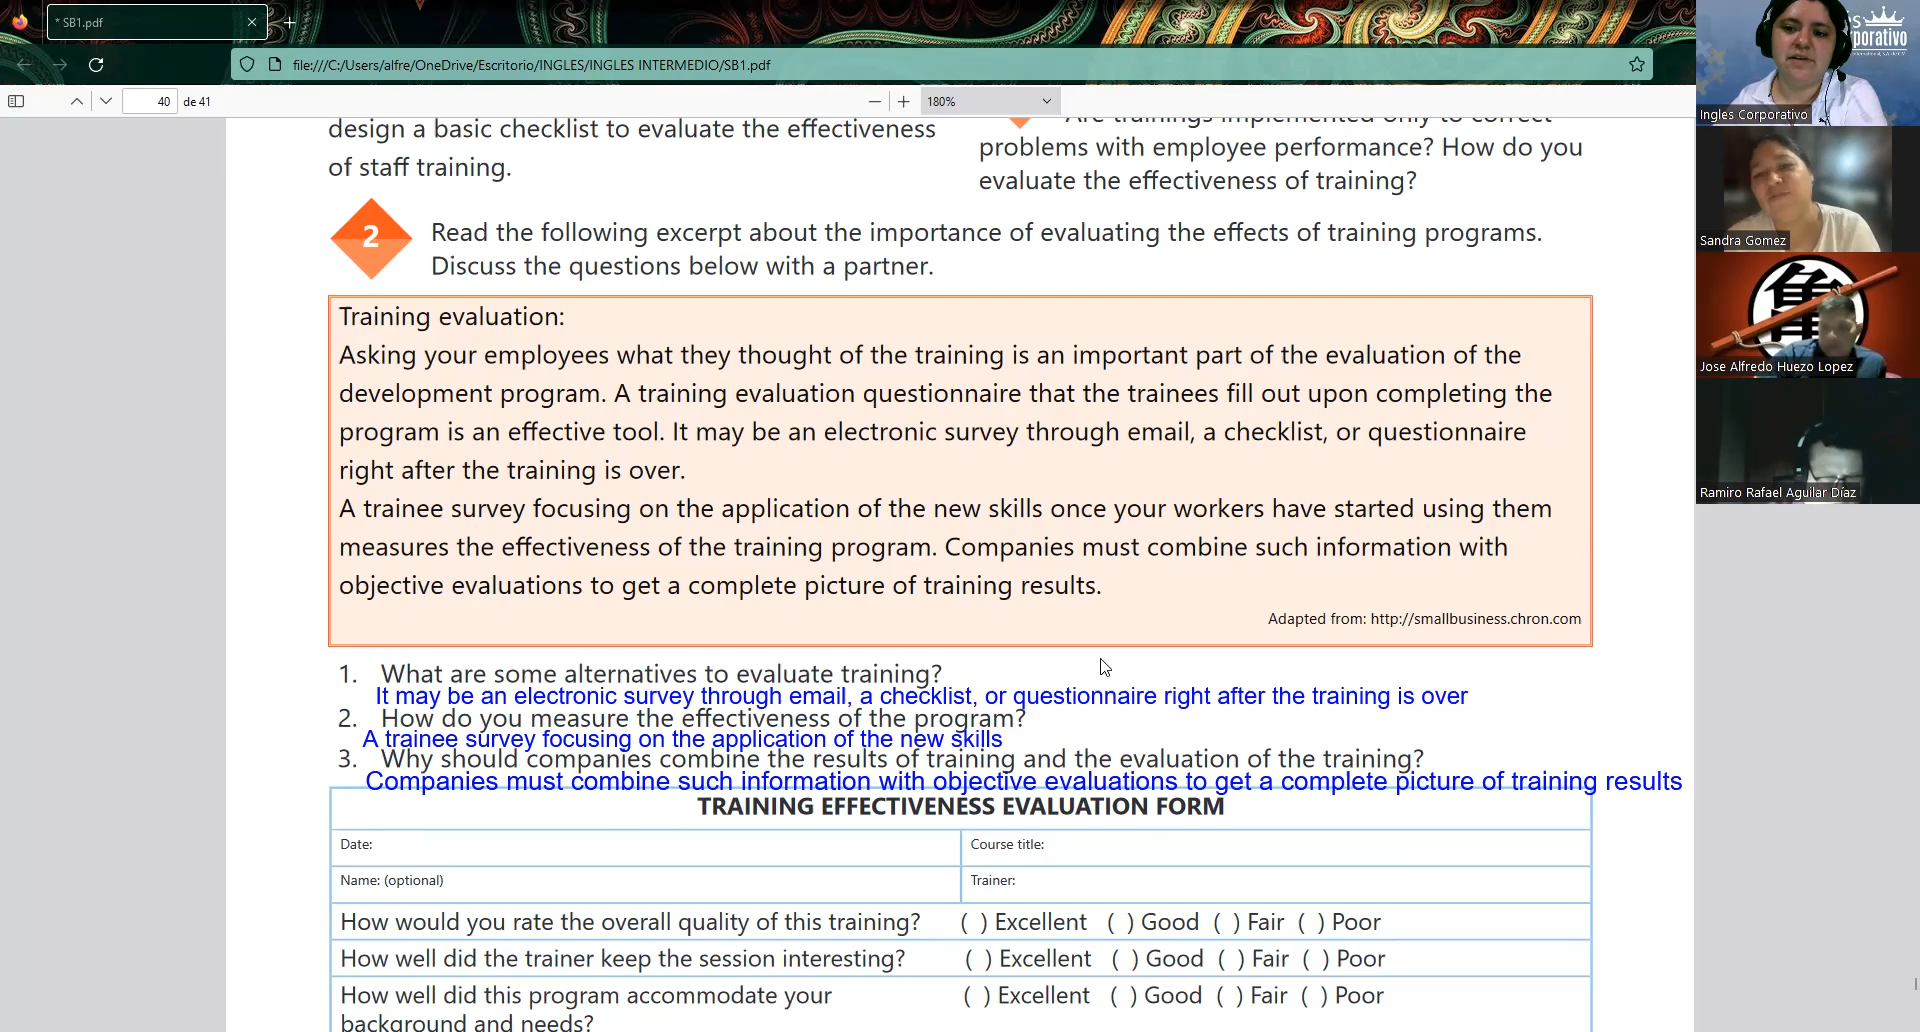 * SB1.pdf
file:///C:/Users/alfre/OneDrive/Escritorio/INGLES/INGLES INTERMEDIO/SB1.pdf
40 de 41
180%
design a basic checklist to evaluate the effectiveness
of staff training.
Are trainings implemented only to correct
problems with employee performance? How do you
evaluate the effectiveness of training?
2
Read the following excerpt about the importance of evaluating the effects of training programs.
Discuss the questions below with a partner.
Training evaluation:
Asking your employees what they thought of the training is an important part of the evaluation of the
development program. A training evaluation questionnaire that the trainees fill out upon completing the
program is an effective tool. It may be an electronic survey through email, a checklist, or questionnaire
right after the training is over.
A trainee survey focusing on the application of the new skills once your workers have started using them
measures the effectiveness of the training program. Companies must combine such information with
objective evaluations to get a complete picture of training results.
Adapted from: http://smallbusiness.chron.com
1. What are some alternatives to evaluate training?
It may be an electronic survey through email, a checklist, or questionnaire right after the training is over
2. How do you measure the effectiveness of the program?
A trainee survey focusing on the application of the new skills
3. Why should companies combine the results of training and the evaluation of the training?
Companies must combine such information with objective evaluations to get a complete picture of training results
TRAINING EFFECTIVENESS EVALUATION FORM
Date:
Course title:
Name: (optional)
Trainer:
How would you rate the overall quality of this training? ( ) Excellent ( ) Good ( ) Fair ( ) Poor
How well did the trainer keep the session interesting? ( ) Excellent ( ) Good ( ) Fair ( ) Poor
How well did this program accommodate your ( ) Excellent ( ) Good ( ) Fair ( ) Poor
background and needs?
Ingles Corporativo
Sandra Gomez
Jose Alfredo Huezo Lopez
Ramiro Rafael Aguilar Díaz